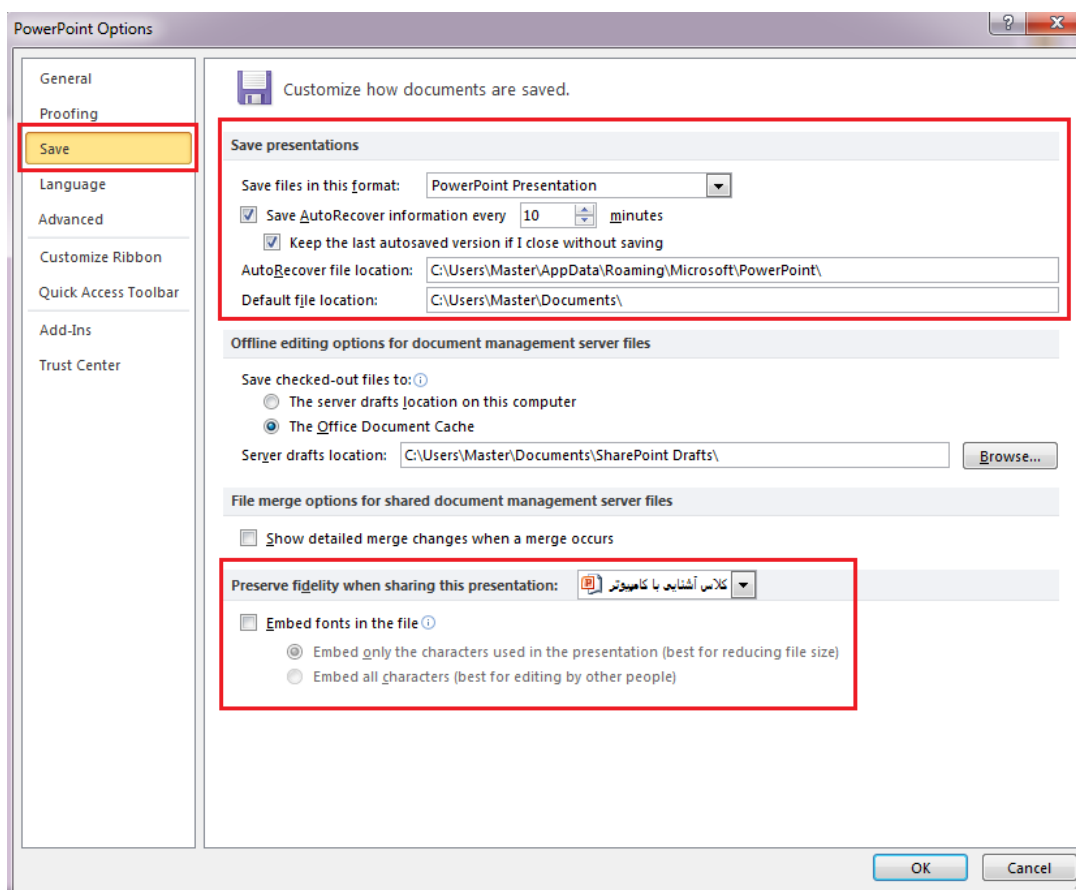 PowerPoint Options
General
Proofing
Save
Language
Advanced
Customize Ribbon
Quick Access Toolbar
Add-Ins
Trust Center
Customize how documents are saved.
Save presentations
Save files in this format: PowerPoint Presentation
Save AutoRecover information every 10 minutes
Keep the last autosaved version if I close without saving
AutoRecover file location: C:\Users\Master\AppData\Roaming\Microsoft\PowerPoint\
Default file location: C:\Users\Master\Documents\
Offline editing options for document management server files
Save checked-out files to:
The server drafts location on this computer
The Office Document Cache
Server drafts location: C:\Users\Master\Documents\SharePoint Drafts\ Browse...
File merge options for shared document management server files
Show detailed merge changes when a merge occurs
Preserve fidelity when sharing this presentation: کلاس آشنایی با کامپیوتر
Embed fonts in the file
Embed only the characters used in the presentation (best for reducing file size)
Embed all characters (best for editing by other people)
OK Cancel